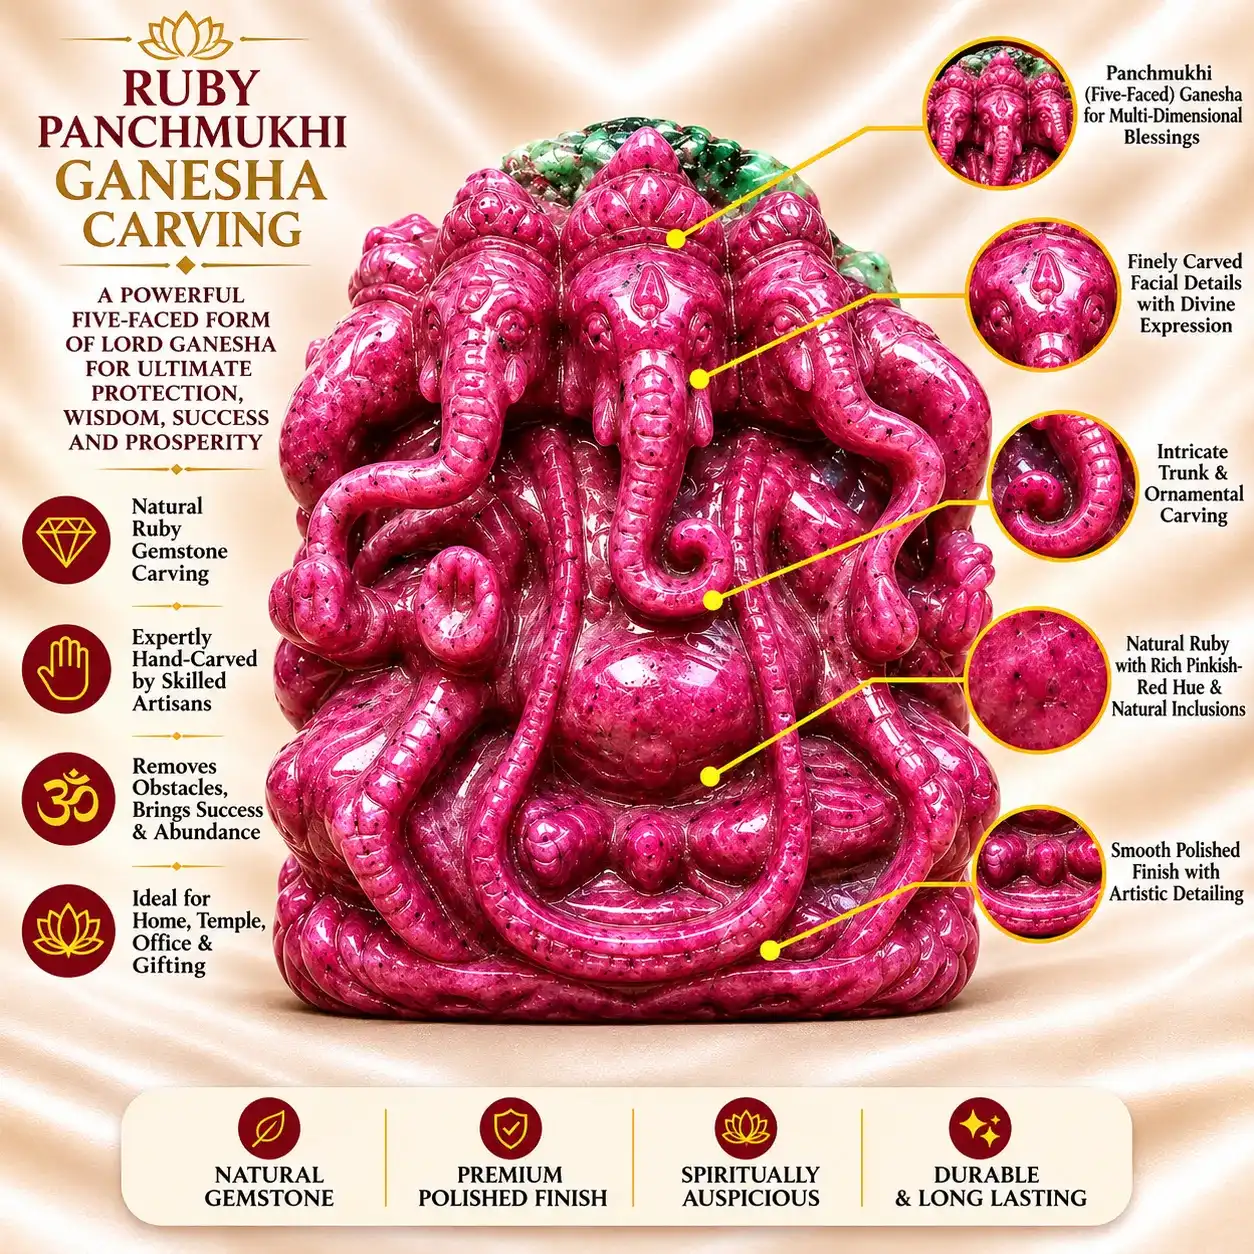 RUBY
PANCHMUKHI
GANESHA
CARVING
A POWERFUL
FIVE-FACED FORM
OF LORD GANESHA
FOR ULTIMATE
PROTECTION,
WISDOM, SUCCESS
AND PROSPERITY
Natural
Ruby
Gemstone
Carving
Expertly
Hand-Carved
by Skilled
Artisans
ॐ
Removes
Obstacles,
Brings Success
& Abundance
Ideal for
Home, Temple,
Office &
Gifting
Panchmukhi
(Five-Faced) Ganesha
for Multi-Dimensional
Blessings
Finely Carved
Facial Details
with Divine
Expression
Intricate
Trunk &
Ornamental
Carving
Natural Ruby
with Rich Pinkish-
Red Hue &
Natural Inclusions
Smooth Polished
Finish with
Artistic Detailing
NATURAL
GEMSTONE
PREMIUM
POLISHED FINISH
SPIRITUALLY
AUSPICIOUS
DURABLE
& LONG LASTING